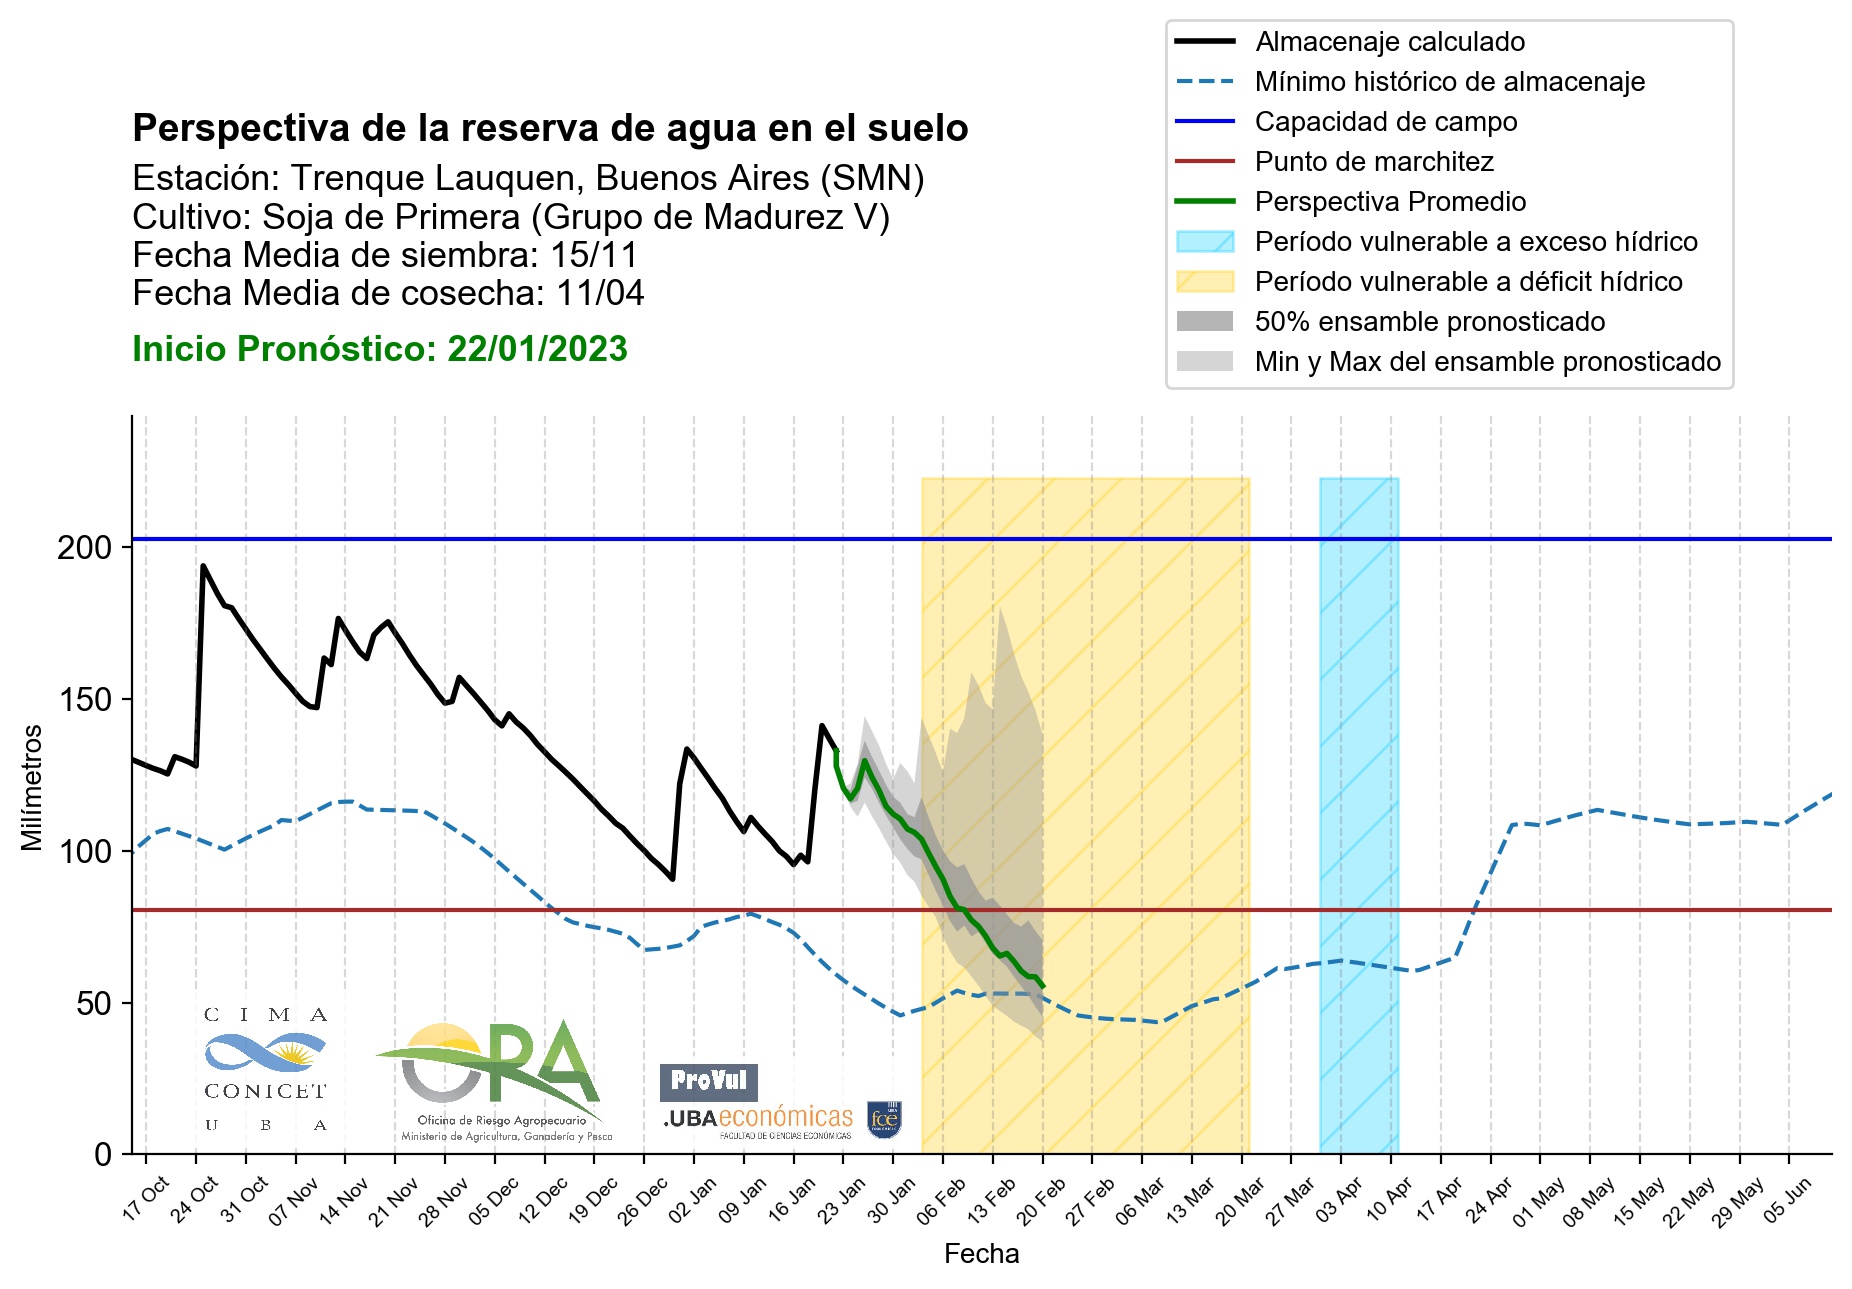 Almacenaje calculado
Mínimo histórico de almacenaje
Capacidad de campo
Punto de marchitez
Perspectiva Promedio
Período vulnerable a exceso hídrico
Período vulnerable a déficit hídrico
50% ensamble pronosticado
Min y Max del ensamble pronosticado
Perspectiva de la reserva de agua en el suelo
Estación: Trenque Lauquen, Buenos Aires (SMN)
Cultivo: Soja de Primera (Grupo de Madurez V)
Fecha Media de siembra: 15/11
Fecha Media de cosecha: 11/04
Inicio Pronóstico: 22/01/2023
Milímetros
200
150
100
50
0
CIMA
CONICET
UBA
ORA
Oficina de Riesgo Agropecuario
Ministerio de Agricultura, Ganadería y Pesca
ProVul
.UBAeconómicas
FACULTAD DE CIENCIAS ECONÓMICAS
UBA
fce
17 Oct
24 Oct
31 Oct
07 Nov
14 Nov
21 Nov
28 Nov
05 Dec
12 Dec
19 Dec
26 Dec
02 Jan
09 Jan
16 Jan
23 Jan
30 Jan
06 Feb
13 Feb
20 Feb
27 Feb
06 Mar
13 Mar
20 Mar
27 Mar
03 Apr
10 Apr
17 Apr
24 Apr
01 May
08 May
15 May
22 May
29 May
05 Jun
Fecha